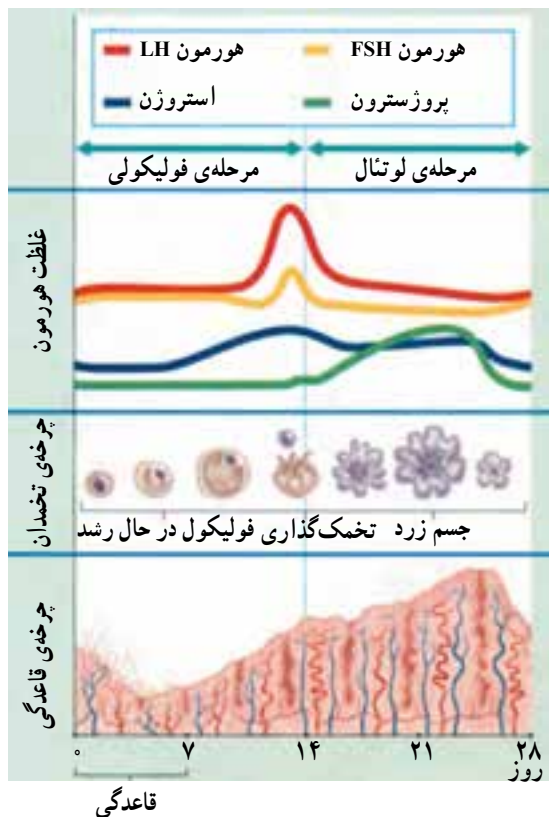 هورمون LH هورمون FSH
استروژن پروژسترون
مرحله‌ی فولیکولی مرحله‌ی لوتئال
غلظت هورمون
چرخه‌ی تخمدان
جسم زرد تخمک‌گذاری فولیکول در حال رشد
چرخه‌ی قاعدگی
۰ ۷ ۱۴ ۲۱ ۲۸
روز
قاعدگی